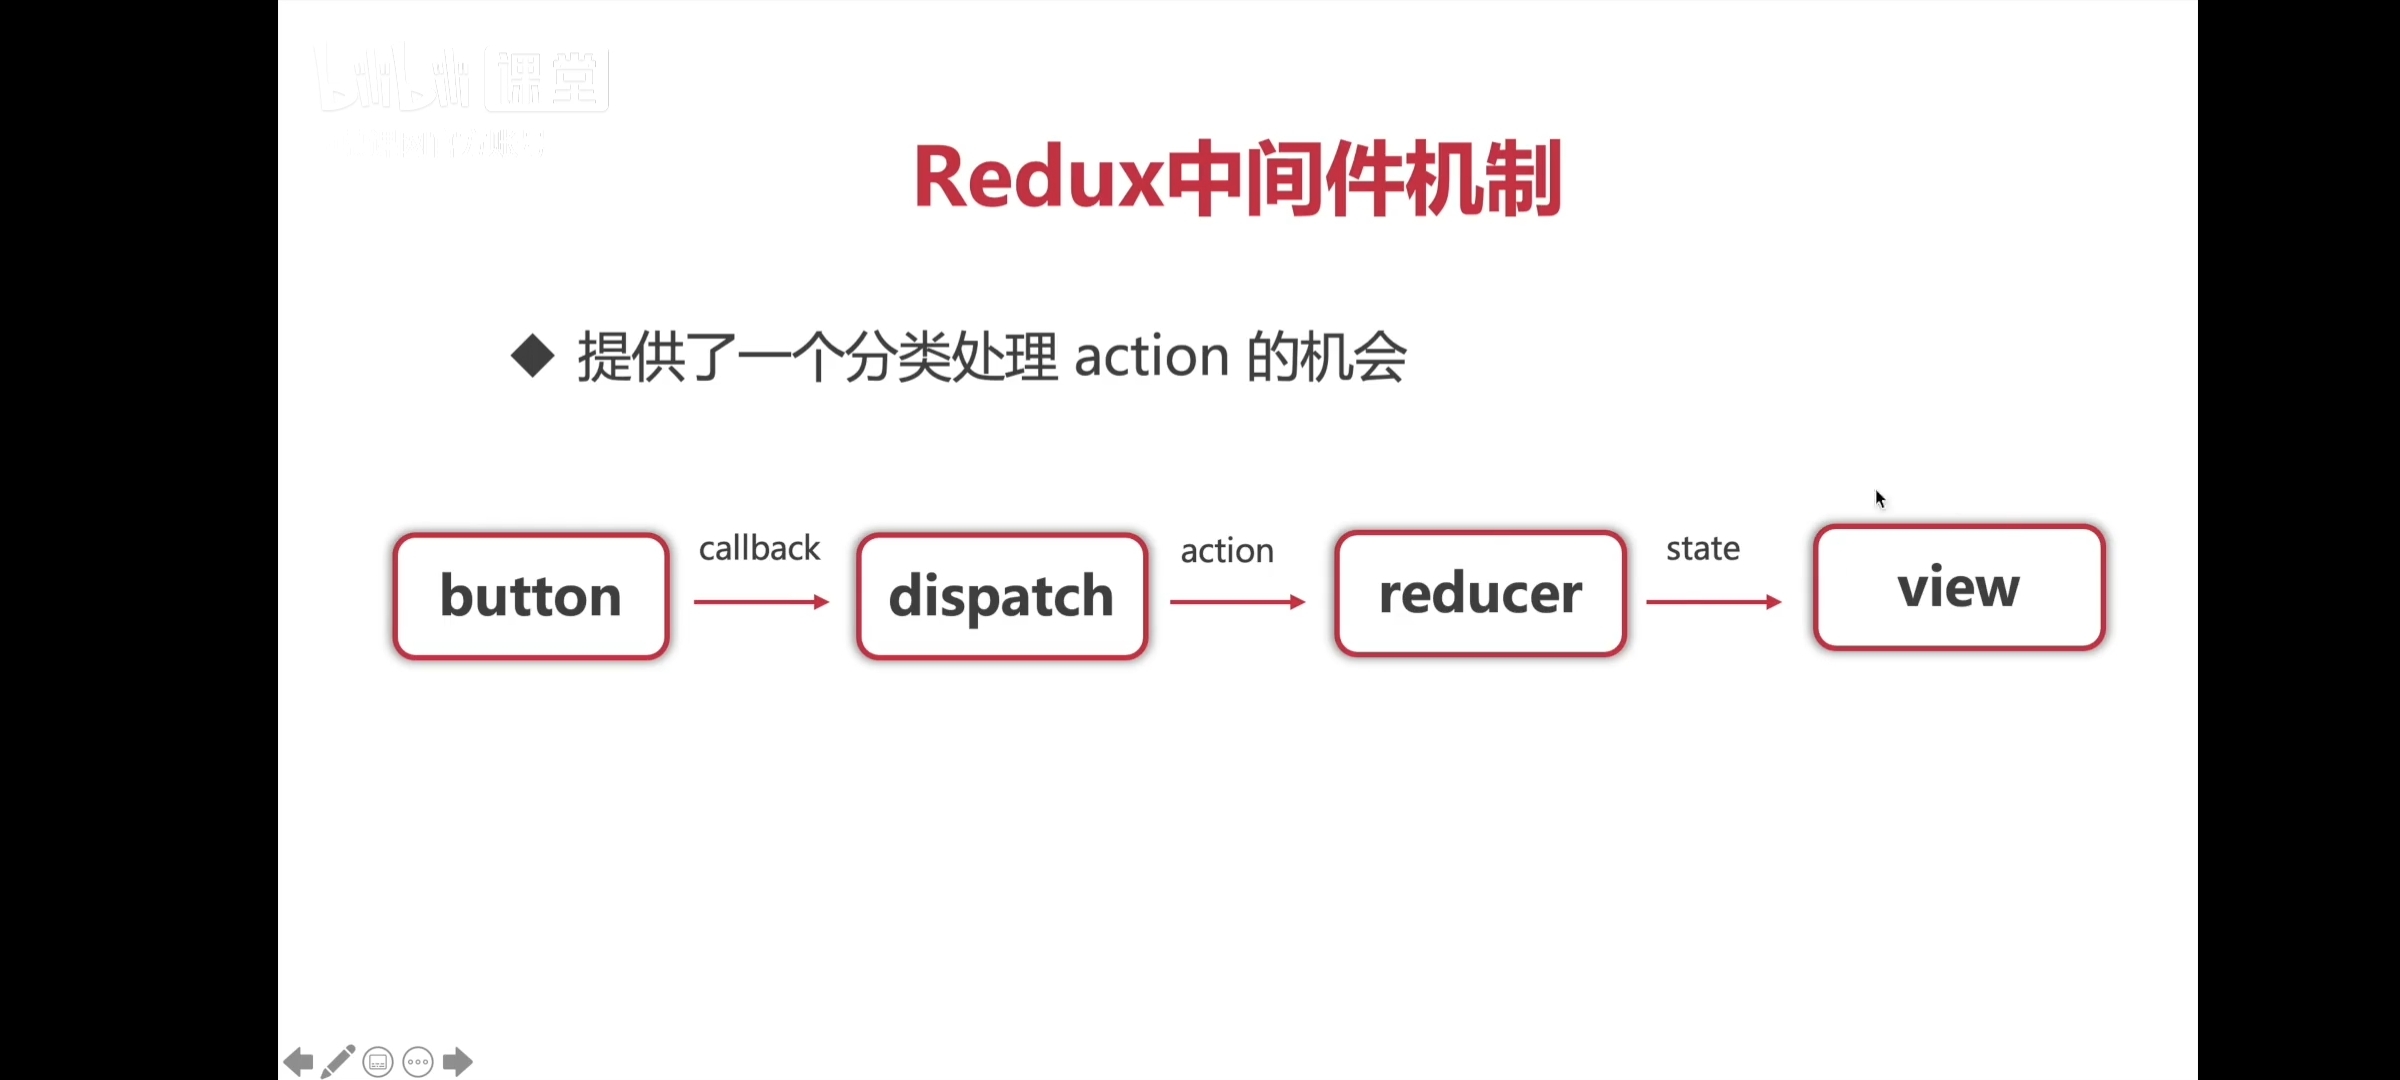 bilibili 课堂
Redux中间件机制
◆ 提供了一个分类处理 action 的机会
callback
action
state
button
dispatch
reducer
view